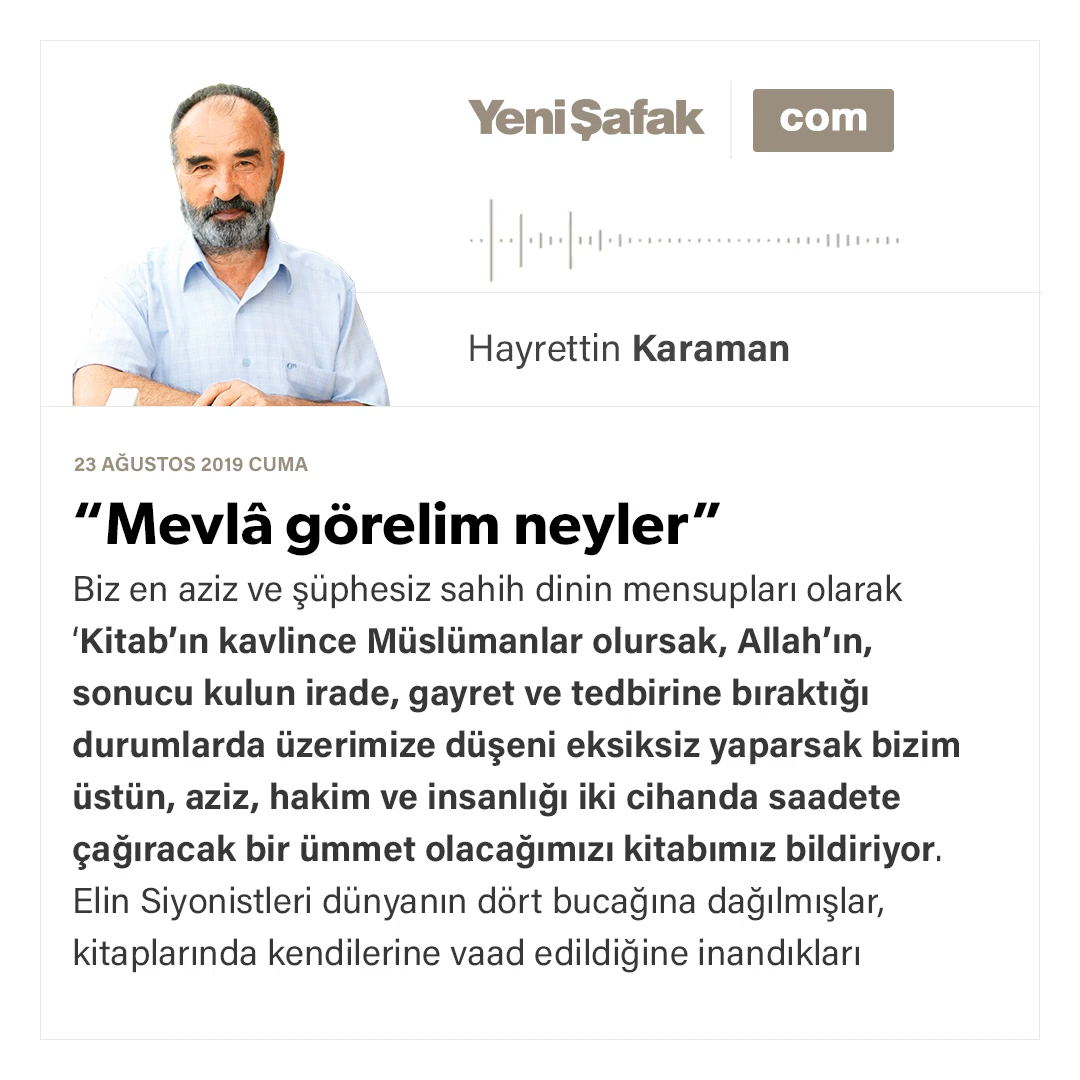 YeniŞafak
com
Hayrettin Karaman
23 AĞUSTOS 2019 CUMA
“Mevlâ görelim neyler”
Biz en aziz ve şüphesiz sahih dinin mensupları olarak
‘Kitab’ın kavlince Müslümanlar olursak, Allah’ın,
sonucu kulun irade, gayret ve tedbirine bıraktığı
durumlarda üzerimize düşeni eksiksiz yaparsak bizim
üstün, aziz, hakim ve insanlığı iki cihanda saadete
çağıracak bir ümmet olacağımızı kitabımız bildiriyor.
Elin Siyonistleri dünyanın dört bucağına dağılmışlar,
kitaplarında kendilerine vaad edildiğine inandıkları